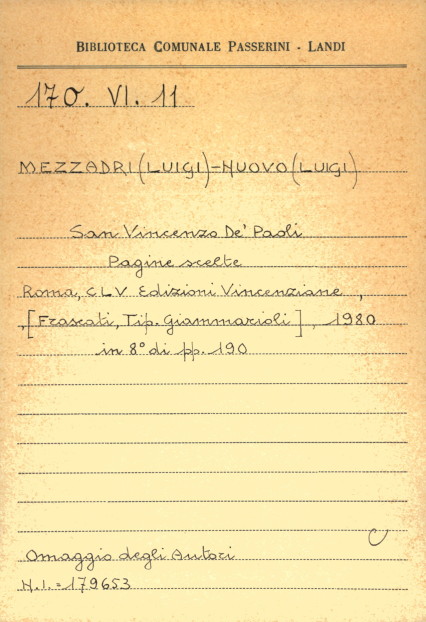 BIBLIOTECA COMUNALE PASSERINI - LANDI
170. VI. 11
MEZZADRI (LUIGI) - NUOVO (LUIGI)
San Vincenzo De' Paoli
Pagine scelte
Roma, CLV Edizioni Vincenziane,
[Frascati, Tip. Giammarioli], 1980
in 8° di pp. 190
C
Omaggio degli Autori
N.I. = 179653